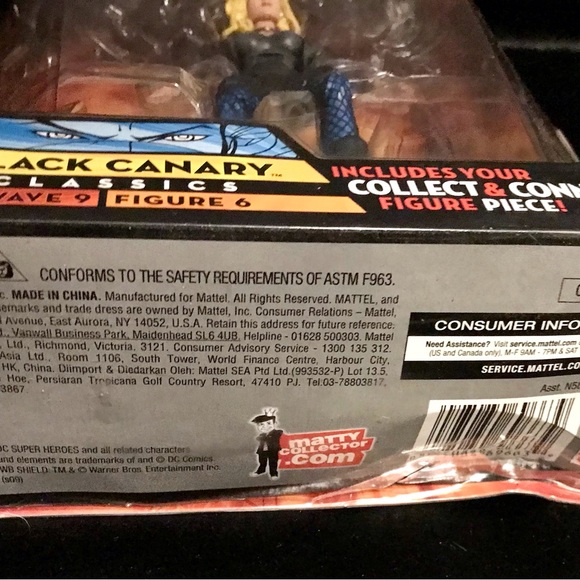 LACK CANARY™
CLASSICS
WAVE 9 FIGURE 6
INCLUDES YOUR
COLLECT & CONN
FIGURE PIECE!
CONFORMS TO THE SAFETY REQUIREMENTS OF ASTM F963.
c. MADE IN CHINA. Manufactured for Mattel. All Rights Reserved. MATTEL, and
emarks and trade dress are owned by Mattel, Inc. Consumer Relations – Mattel,
Avenue, East Aurora, NY 14052, U.S.A. Retain this address for future reference:
Vanwall Business Park, Maidenhead SL6 4UB. Helpline - 01628 500303. Mattel
Ltd., Richmond, Victoria. 3121. Consumer Advisory Service - 1300 135 312.
Asia Ltd., Room 1106, South Tower, World Finance Centre, Harbour City,
HK, China. Diimport & Diedarkan Oleh: Mattel SEA Ptd Ltd.(993532-P) Lot 13.5,
Hoe, Persiaran Tropicana Golf Country Resort, 47410 PJ. Tel:03-78803817,
3867
CONSUMER INFO
Need Assistance? Visit service.mattel.com
(US and Canada only). M-F 9AM - 7PM & SAT
SERVICE.MATTEL.CO
Asst. N58
DC SUPER HEROES and all related characters
and elements are trademarks of and © DC Comics.
WB SHIELD: TM & © Warner Bros. Entertainment Inc.
(s09)
matty
COLLECTOR
.com